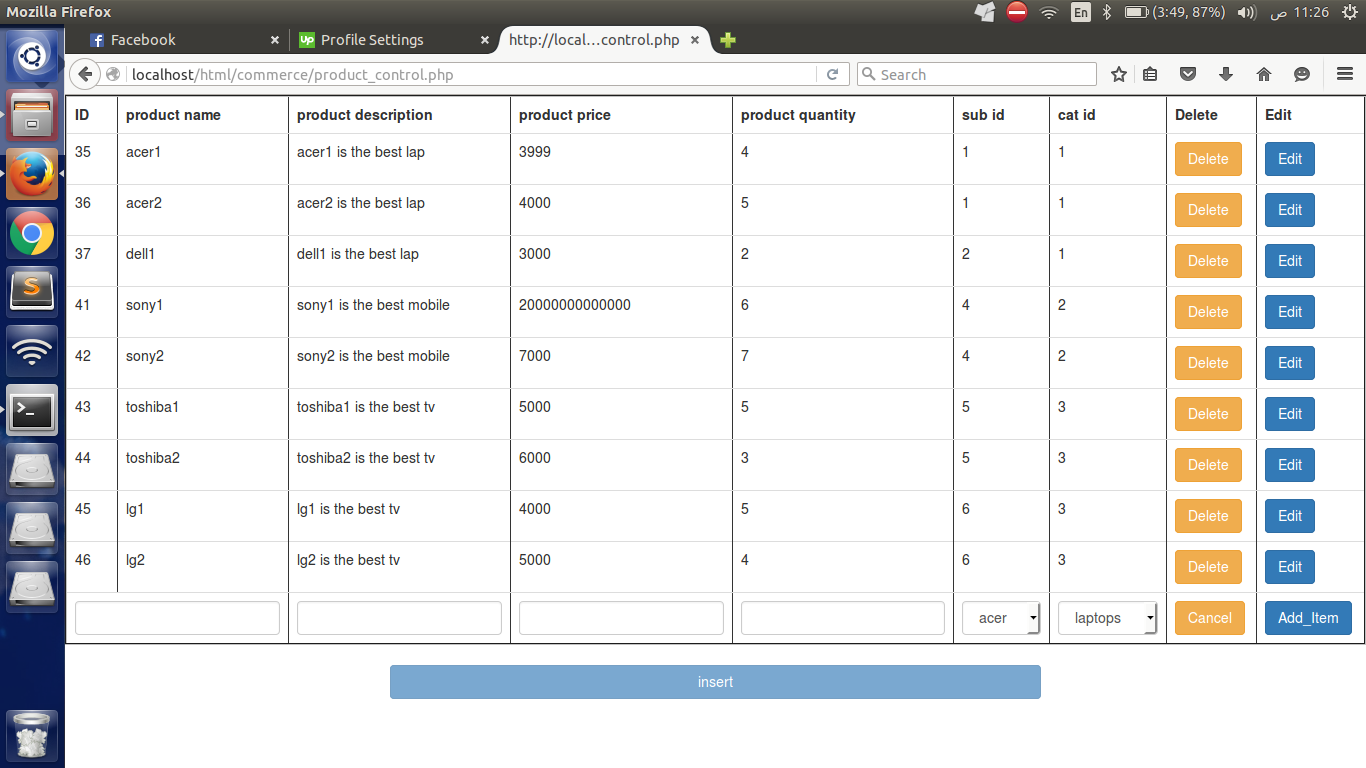 Mozilla Firefox
En (3:49, 87%) ص 11:26
Facebook × Profile Settings × http://local...control.php ×
localhost/html/commerce/product_control.php Search
ID product name product description product price product quantity sub id cat id Delete Edit
35 acer1 acer1 is the best lap 3999 4 1 1 Delete Edit
36 acer2 acer2 is the best lap 4000 5 1 1 Delete Edit
37 dell1 dell1 is the best lap 3000 2 2 1 Delete Edit
41 sony1 sony1 is the best mobile 20000000000000 6 4 2 Delete Edit
42 sony2 sony2 is the best mobile 7000 7 4 2 Delete Edit
43 toshiba1 toshiba1 is the best tv 5000 5 5 3 Delete Edit
44 toshiba2 toshiba2 is the best tv 6000 3 5 3 Delete Edit
45 lg1 lg1 is the best tv 4000 5 6 3 Delete Edit
46 lg2 lg2 is the best tv 5000 4 6 3 Delete Edit
acer laptops Cancel Add_Item
insert